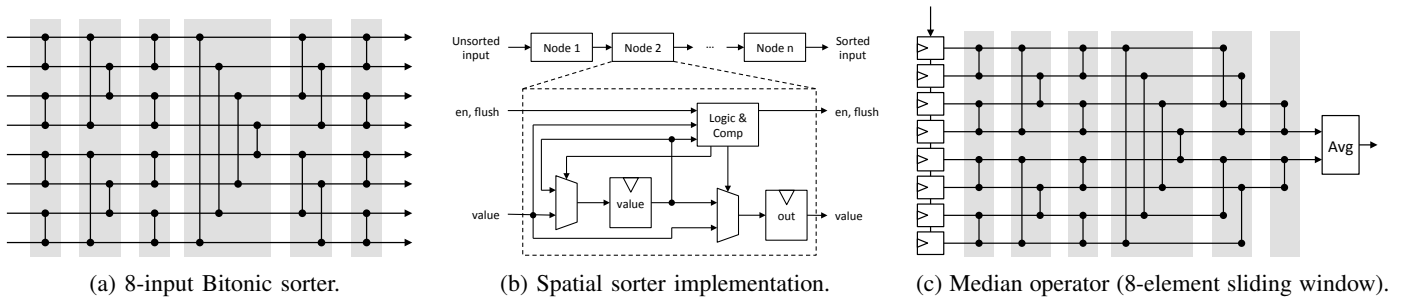 Unsorted input
Node 1
Node 2
...
Node n
Sorted input
en, flush
Logic & Comp
en, flush
value
value
out
value
Avg
(a) 8-input Bitonic sorter.
(b) Spatial sorter implementation.
(c) Median operator (8-element sliding window).